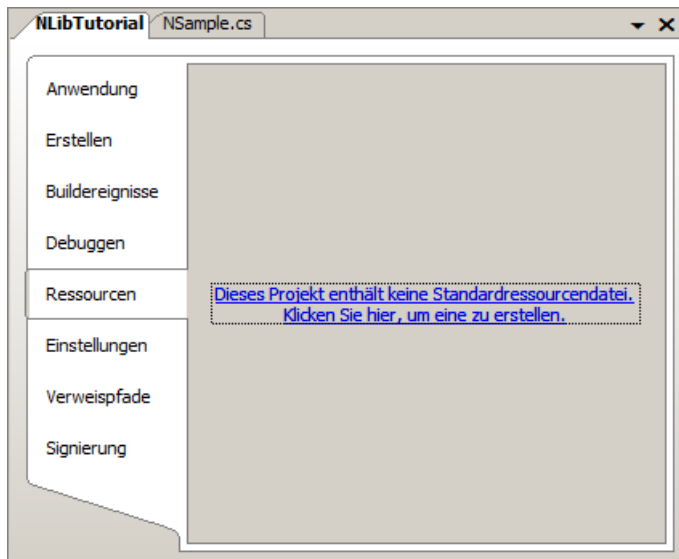 NLibTutorial NSample.cs
Anwendung
Erstellen
Buildereignisse
Debuggen
Ressourcen
Einstellungen
Verweispfade
Signierung
Dieses Projekt enthält keine Standardressourcendatei.
Klicken Sie hier, um eine zu erstellen.